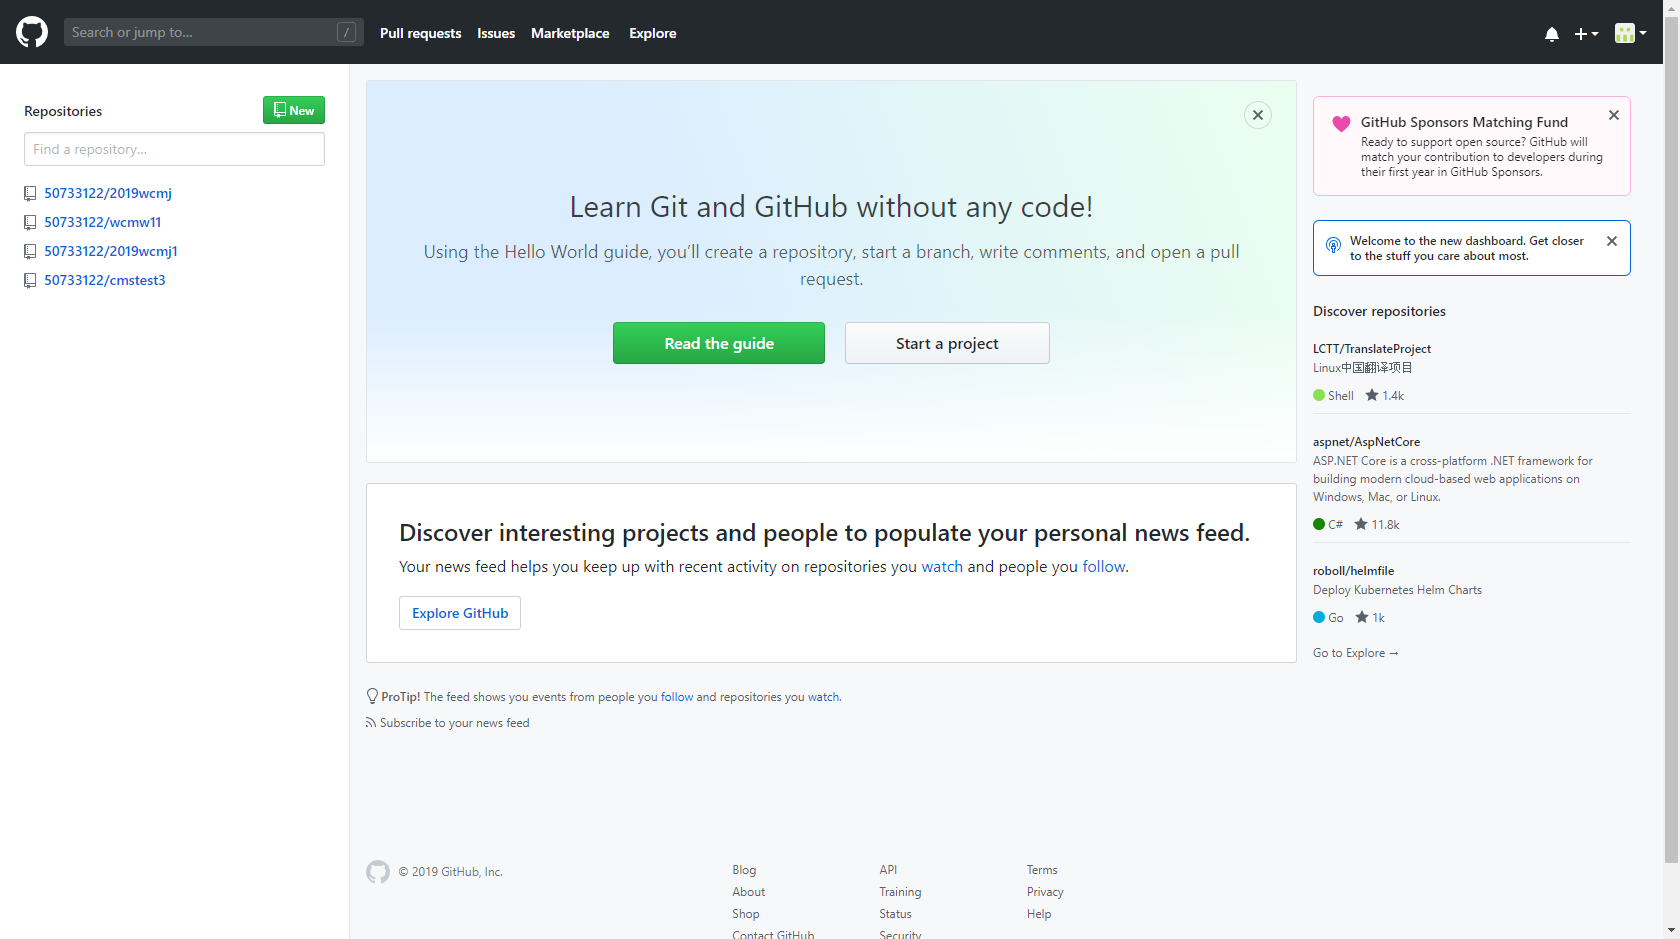 Search or jump to...
/
Pull requests
Issues
Marketplace
Explore
Repositories
New
Find a repository...
50733122/2019wcmj
50733122/wcmw11
50733122/2019wcmj1
50733122/cmstest3
Learn Git and GitHub without any code!
Using the Hello World guide, you’ll create a repository, start a branch, write comments, and open a pull
request.
Read the guide
Start a project
Discover interesting projects and people to populate your personal news feed.
Your news feed helps you keep up with recent activity on repositories you watch and people you follow.
Explore GitHub
ProTip! The feed shows you events from people you follow and repositories you watch.
Subscribe to your news feed
GitHub Sponsors Matching Fund
Ready to support open source? GitHub will
match your contribution to developers during
their first year in GitHub Sponsors.
Welcome to the new dashboard. Get closer
to the stuff you care about most.
Discover repositories
LCTT/TranslateProject
Linux中国翻译项目
Shell 1.4k
aspnet/AspNetCore
ASP.NET Core is a cross-platform .NET framework for
building modern cloud-based web applications on
Windows, Mac, or Linux.
C# 11.8k
roboll/helmfile
Deploy Kubernetes Helm Charts
Go 1k
Go to Explore →
© 2019 GitHub, Inc.
Blog
About
Shop
Contact GitHub
API
Training
Status
Security
Terms
Privacy
Help